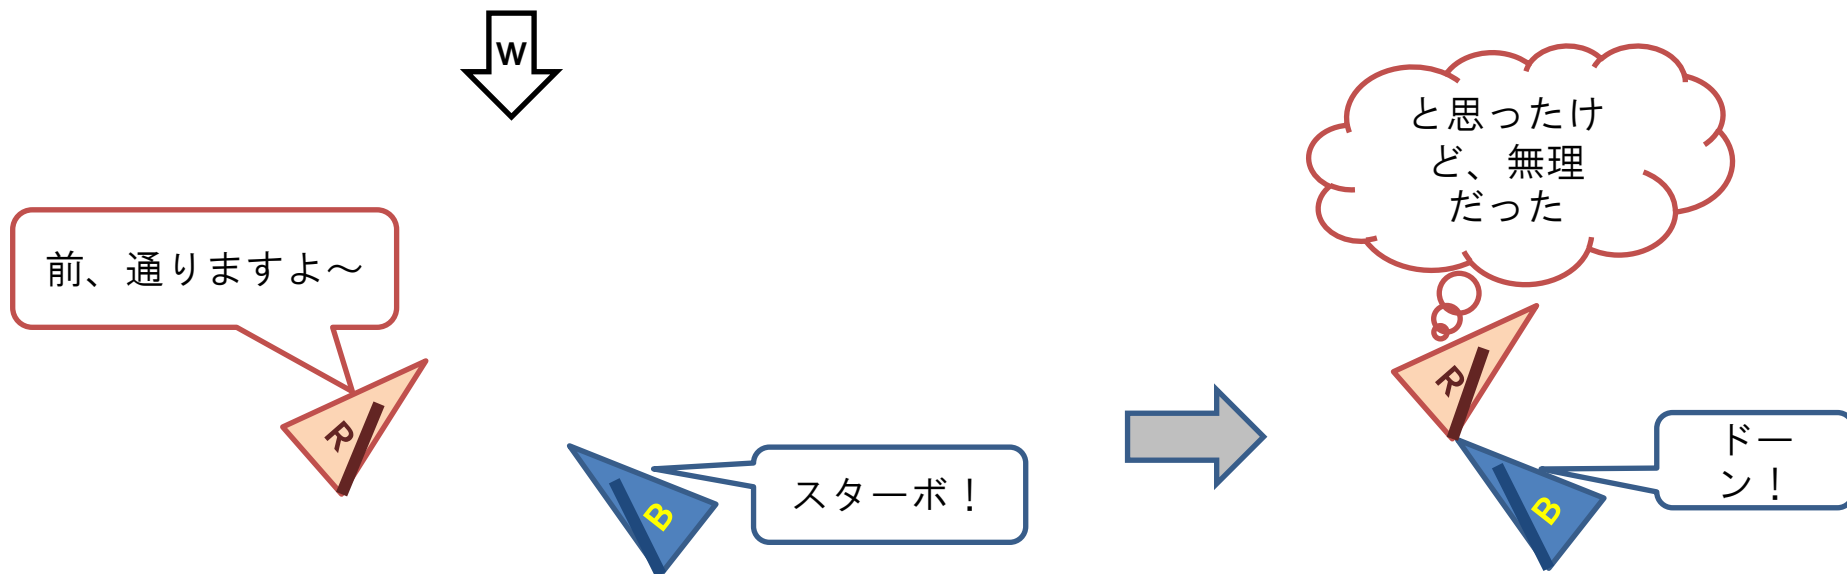 W
前、通りますよ～
R
B
スターボ！
と思ったけ
ど、無理
だった
R
B
ドー
ン！